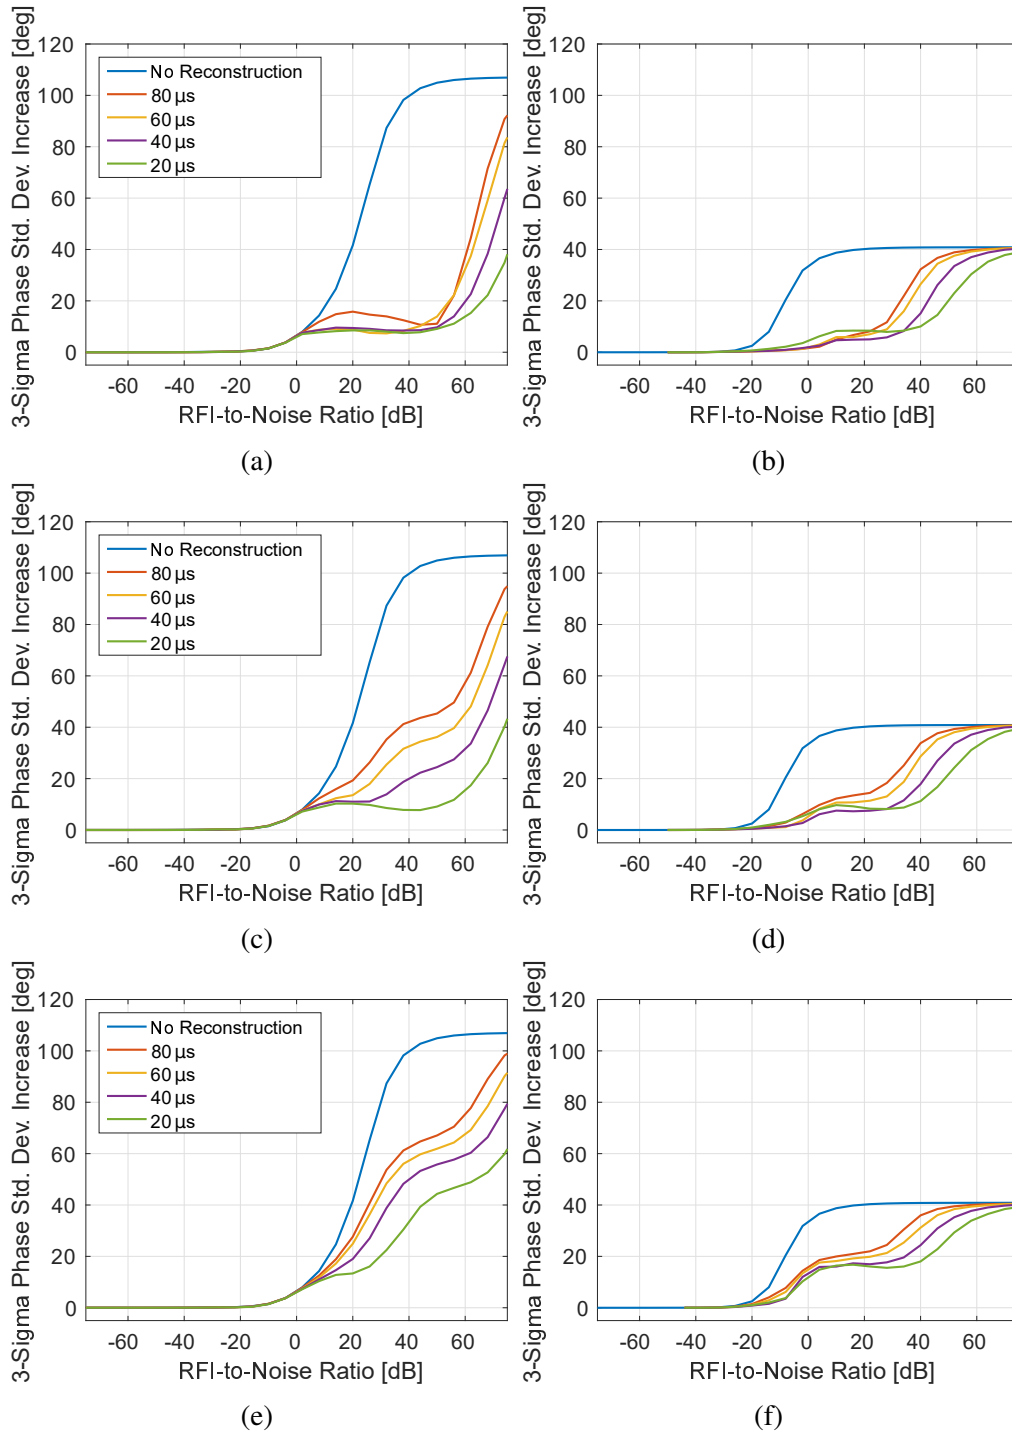 3-Sigma Phase Std. Dev. Increase [deg]
120
100
80
60
40
20
0
No Reconstruction
80 µs
60 µs
40 µs
20 µs
-60 -40 -20 0 20 40 60
RFI-to-Noise Ratio [dB]
(a)
3-Sigma Phase Std. Dev. Increase [deg]
120
100
80
60
40
20
0
-60 -40 -20 0 20 40 60
RFI-to-Noise Ratio [dB]
(b)
3-Sigma Phase Std. Dev. Increase [deg]
120
100
80
60
40
20
0
No Reconstruction
80 µs
60 µs
40 µs
20 µs
-60 -40 -20 0 20 40 60
RFI-to-Noise Ratio [dB]
(c)
3-Sigma Phase Std. Dev. Increase [deg]
120
100
80
60
40
20
0
-60 -40 -20 0 20 40 60
RFI-to-Noise Ratio [dB]
(d)
3-Sigma Phase Std. Dev. Increase [deg]
120
100
80
60
40
20
0
No Reconstruction
80 µs
60 µs
40 µs
20 µs
-60 -40 -20 0 20 40 60
RFI-to-Noise Ratio [dB]
(e)
3-Sigma Phase Std. Dev. Increase [deg]
120
100
80
60
40
20
0
-60 -40 -20 0 20 40 60
RFI-to-Noise Ratio [dB]
(f)